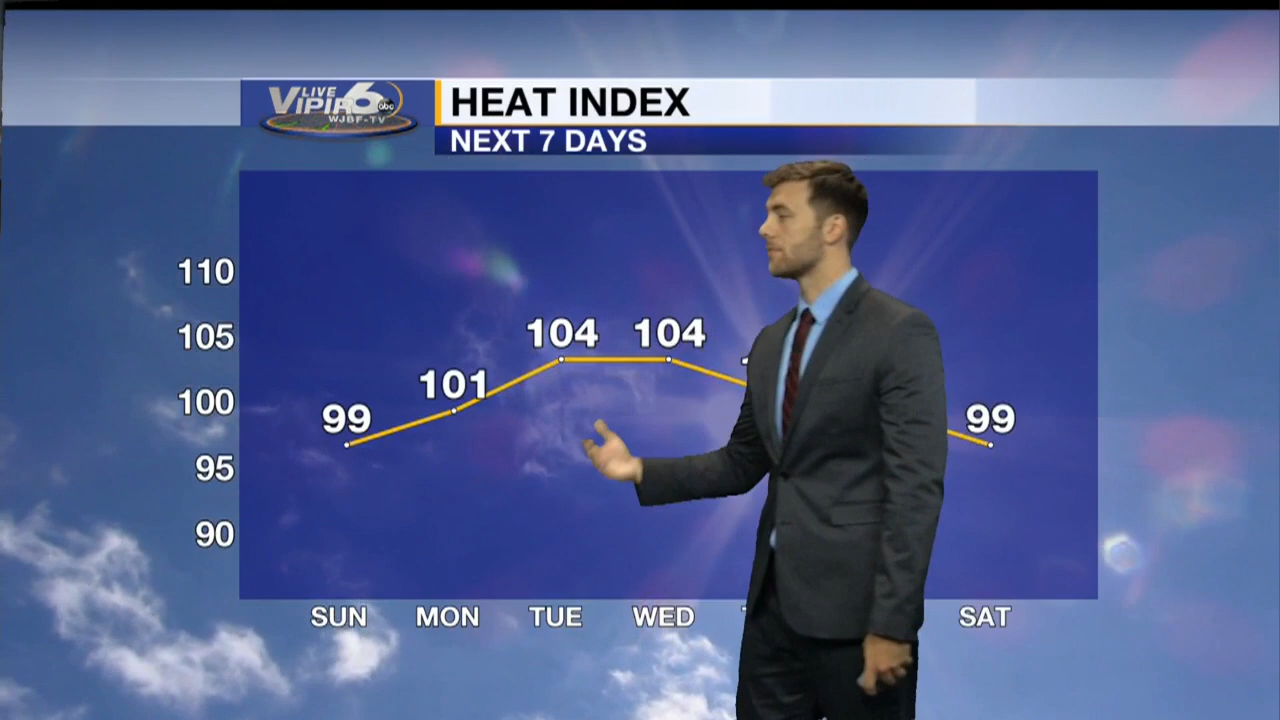 LIVE
VIPIR 6 abc
WJBF-TV
HEAT INDEX
NEXT 7 DAYS
110
105
100
95
90
99
101
104
104
99
SUN
MON
TUE
WED
SAT